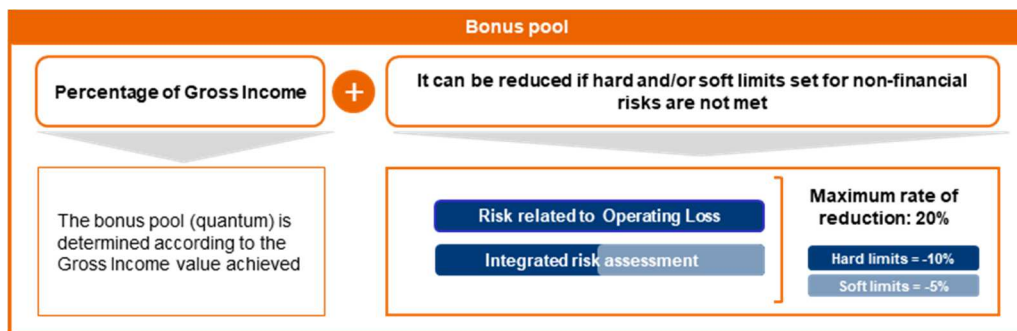 Bonus pool
Percentage of Gross Income
+
It can be reduced if hard and/or soft limits set for non-financial
risks are not met
The bonus pool (quantum) is
determined according to the
Gross Income value achieved
Risk related to Operating Loss
Integrated risk assessment
Maximum rate of
reduction: 20%
Hard limits = -10%
Soft limits = -5%